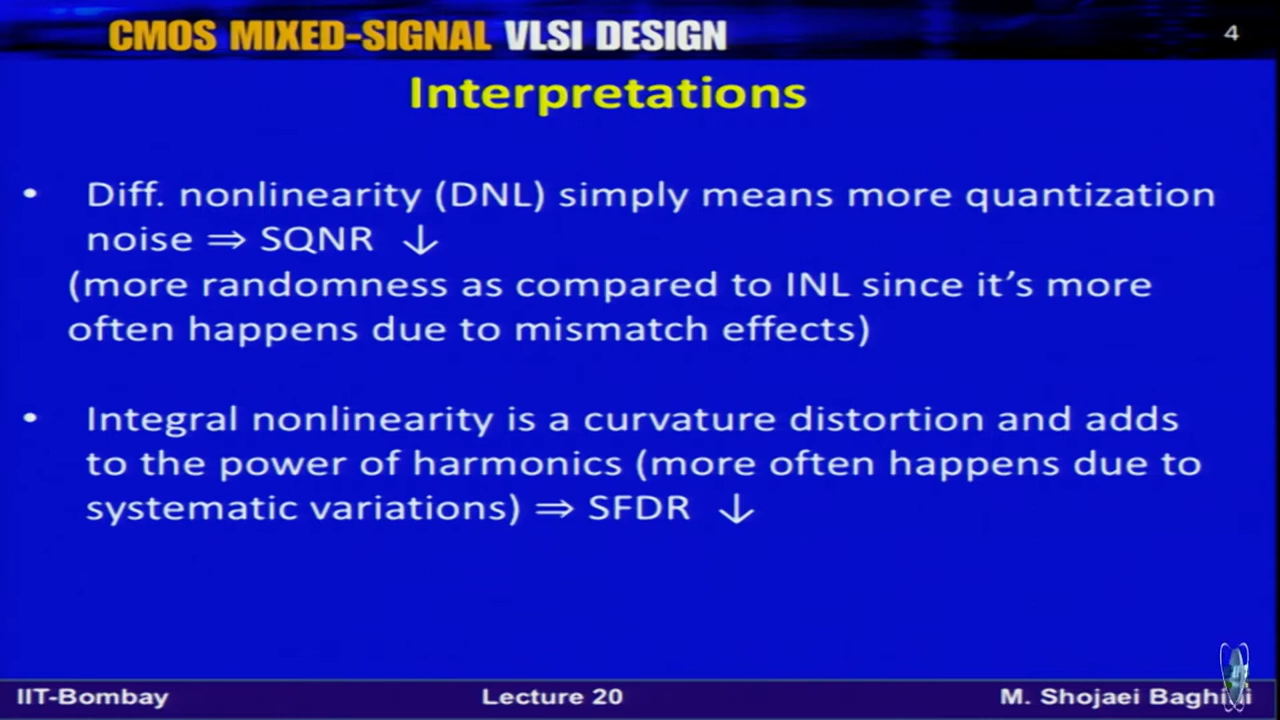 CMOS MIXED-SIGNAL VLSI DESIGN
4
Interpretations
• Diff. nonlinearity (DNL) simply means more quantization
noise ⇒ SQNR ↓
(more randomness as compared to INL since it's more
often happens due to mismatch effects)
• Integral nonlinearity is a curvature distortion and adds
to the power of harmonics (more often happens due to
systematic variations) ⇒ SFDR ↓
IIT-Bombay
Lecture 20
M. Shojaei Baghini